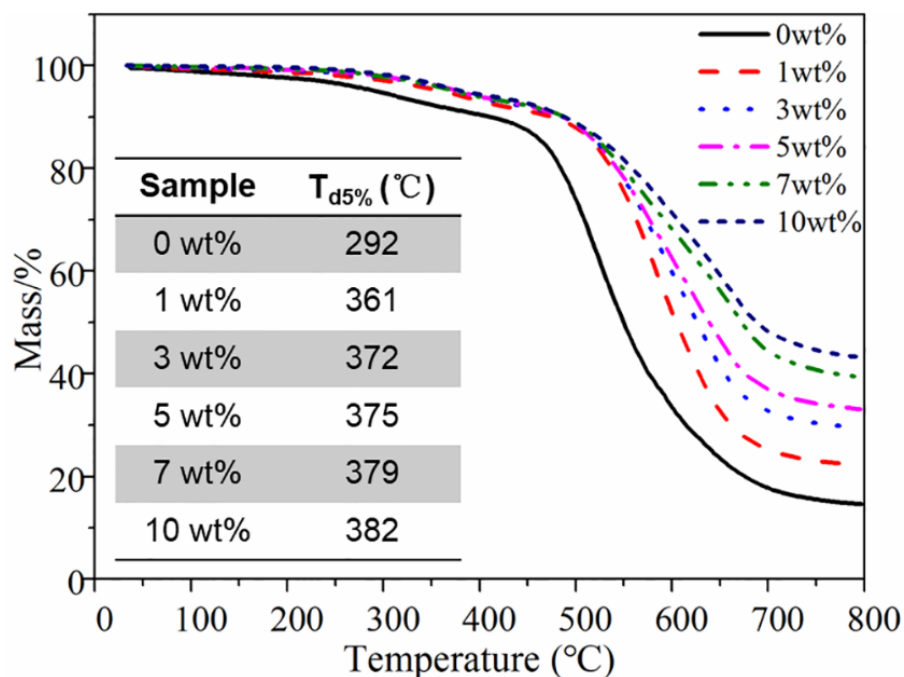 100
80
60
40
20
0
Mass/%
0wt%
1wt%
3wt%
5wt%
7wt%
10wt%
Sample Td5% (℃)
0 wt% 292
1 wt% 361
3 wt% 372
5 wt% 375
7 wt% 379
10 wt% 382
0 100 200 300 400 500 600 700 800
Temperature (°C)